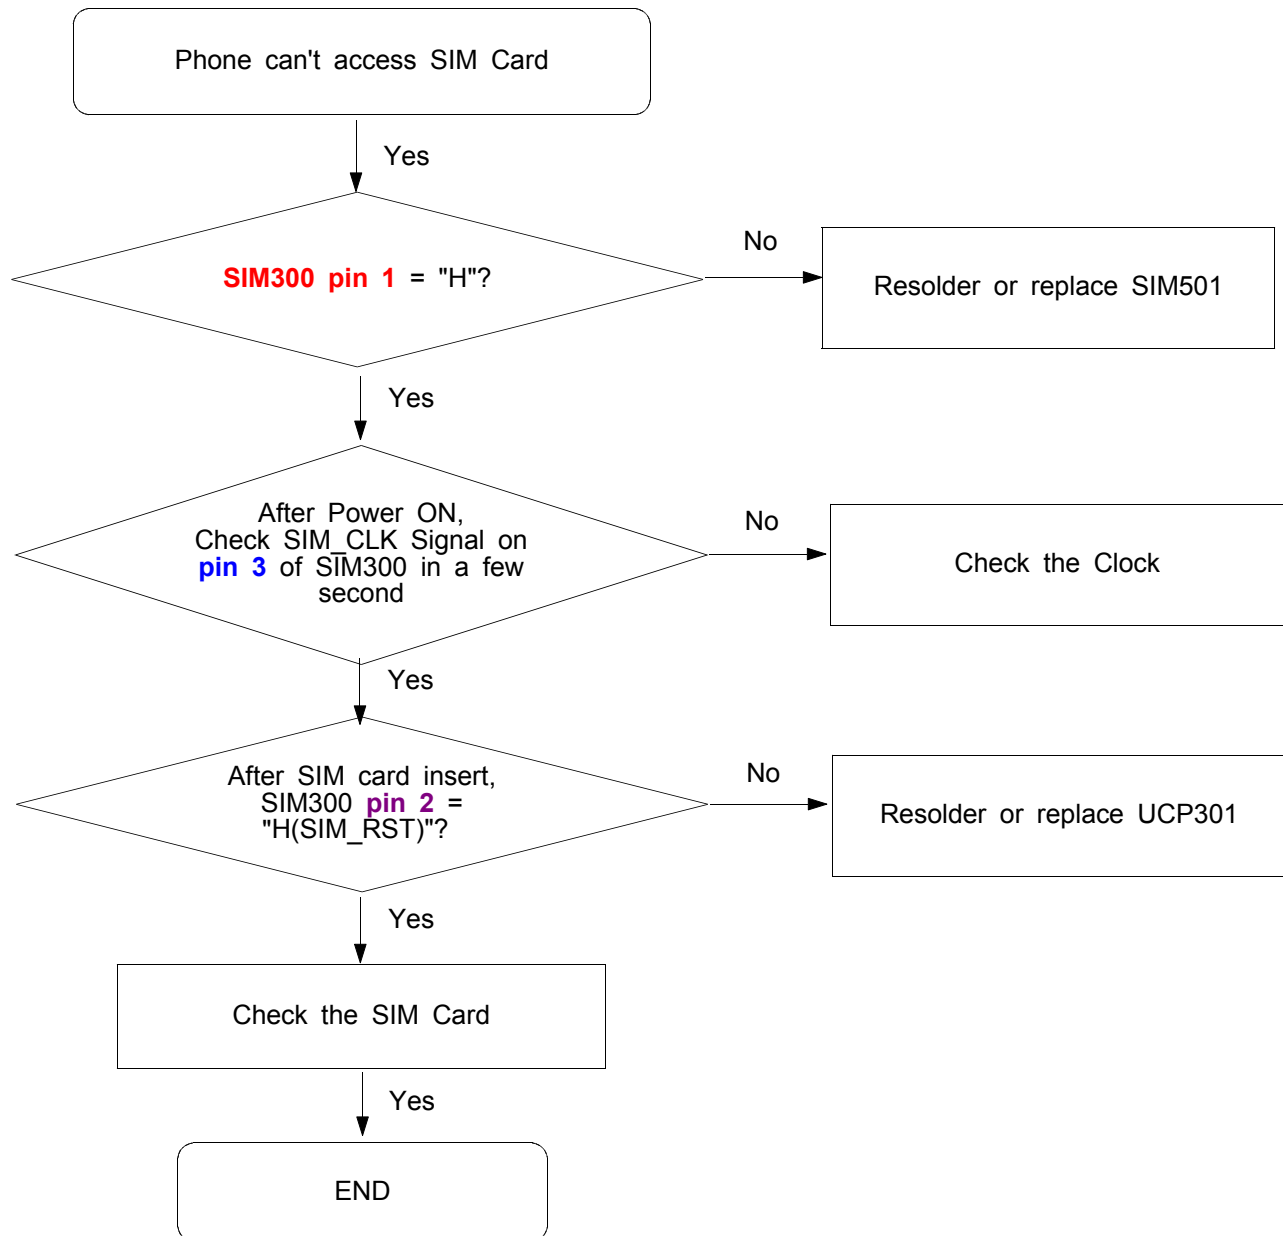 Phone can't access SIM Card
Yes
SIM300 pin 1 = "H"?
No
Resolder or replace SIM501
Yes
After Power ON,
Check SIM_CLK Signal on
pin 3 of SIM300 in a few
second
No
Check the Clock
Yes
After SIM card insert,
SIM300 pin 2 =
"H(SIM_RST)"?
No
Resolder or replace UCP301
Yes
Check the SIM Card
Yes
END